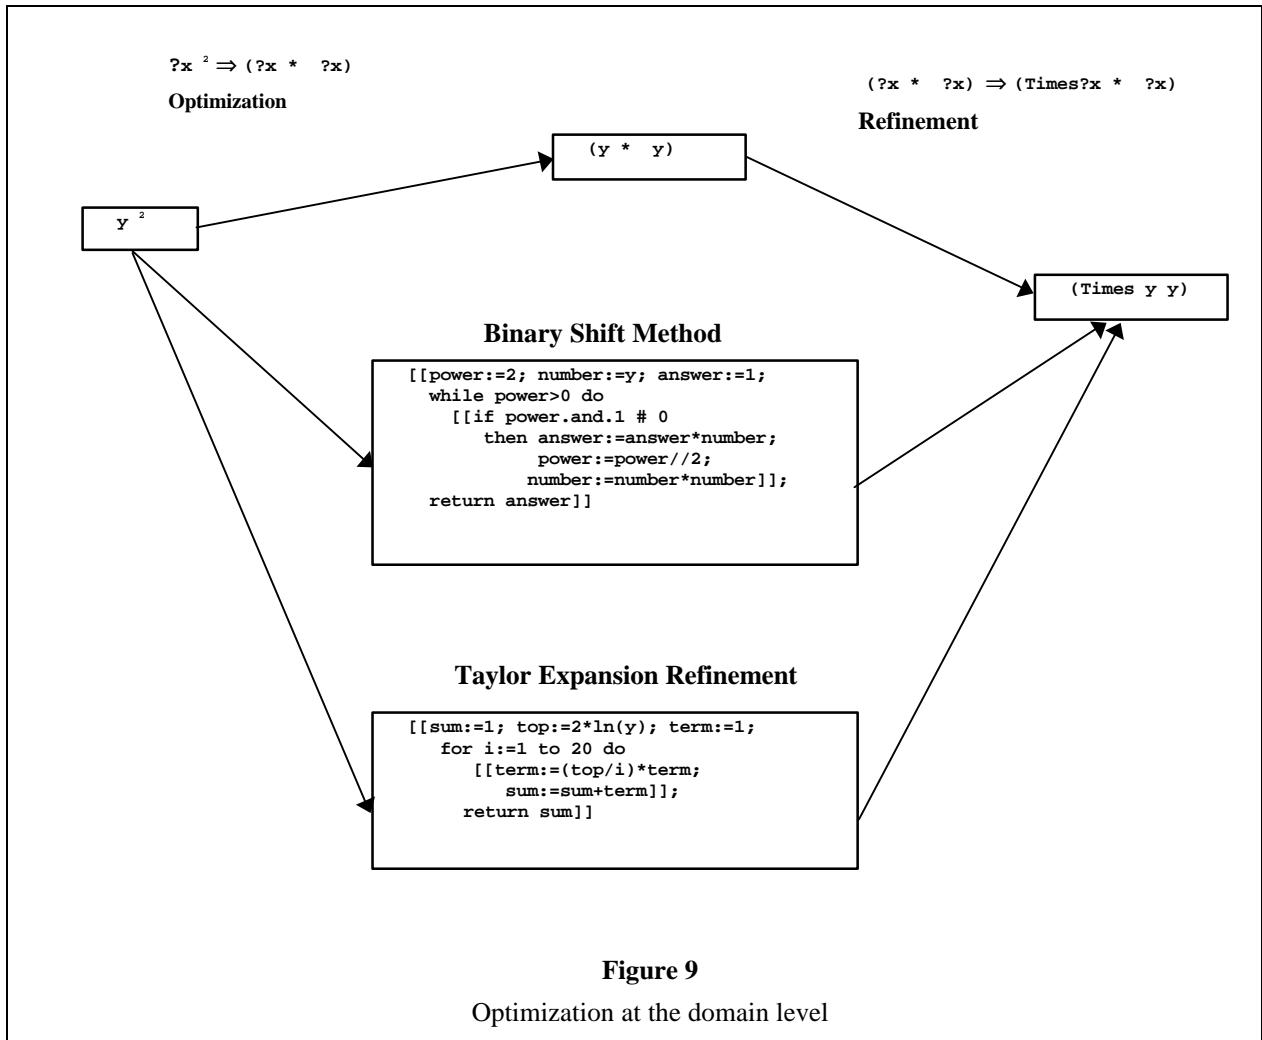 ?x ² ⇒ (?x * ?x)
Optimization
(?x * ?x) ⇒ (Times?x * ?x)
Refinement
(y * y)
y ²
(Times y y)
Binary Shift Method
[[power:=2; number:=y; answer:=1;
while power>0 do
[[if power.and.1 # 0
then answer:=answer*number;
power:=power//2;
number:=number*number]];
return answer]]
Taylor Expansion Refinement
[[sum:=1; top:=2*ln(y); term:=1;
for i:=1 to 20 do
[[term:=(top/i)*term;
sum:=sum+term]];
return sum]]
Figure 9
Optimization at the domain level